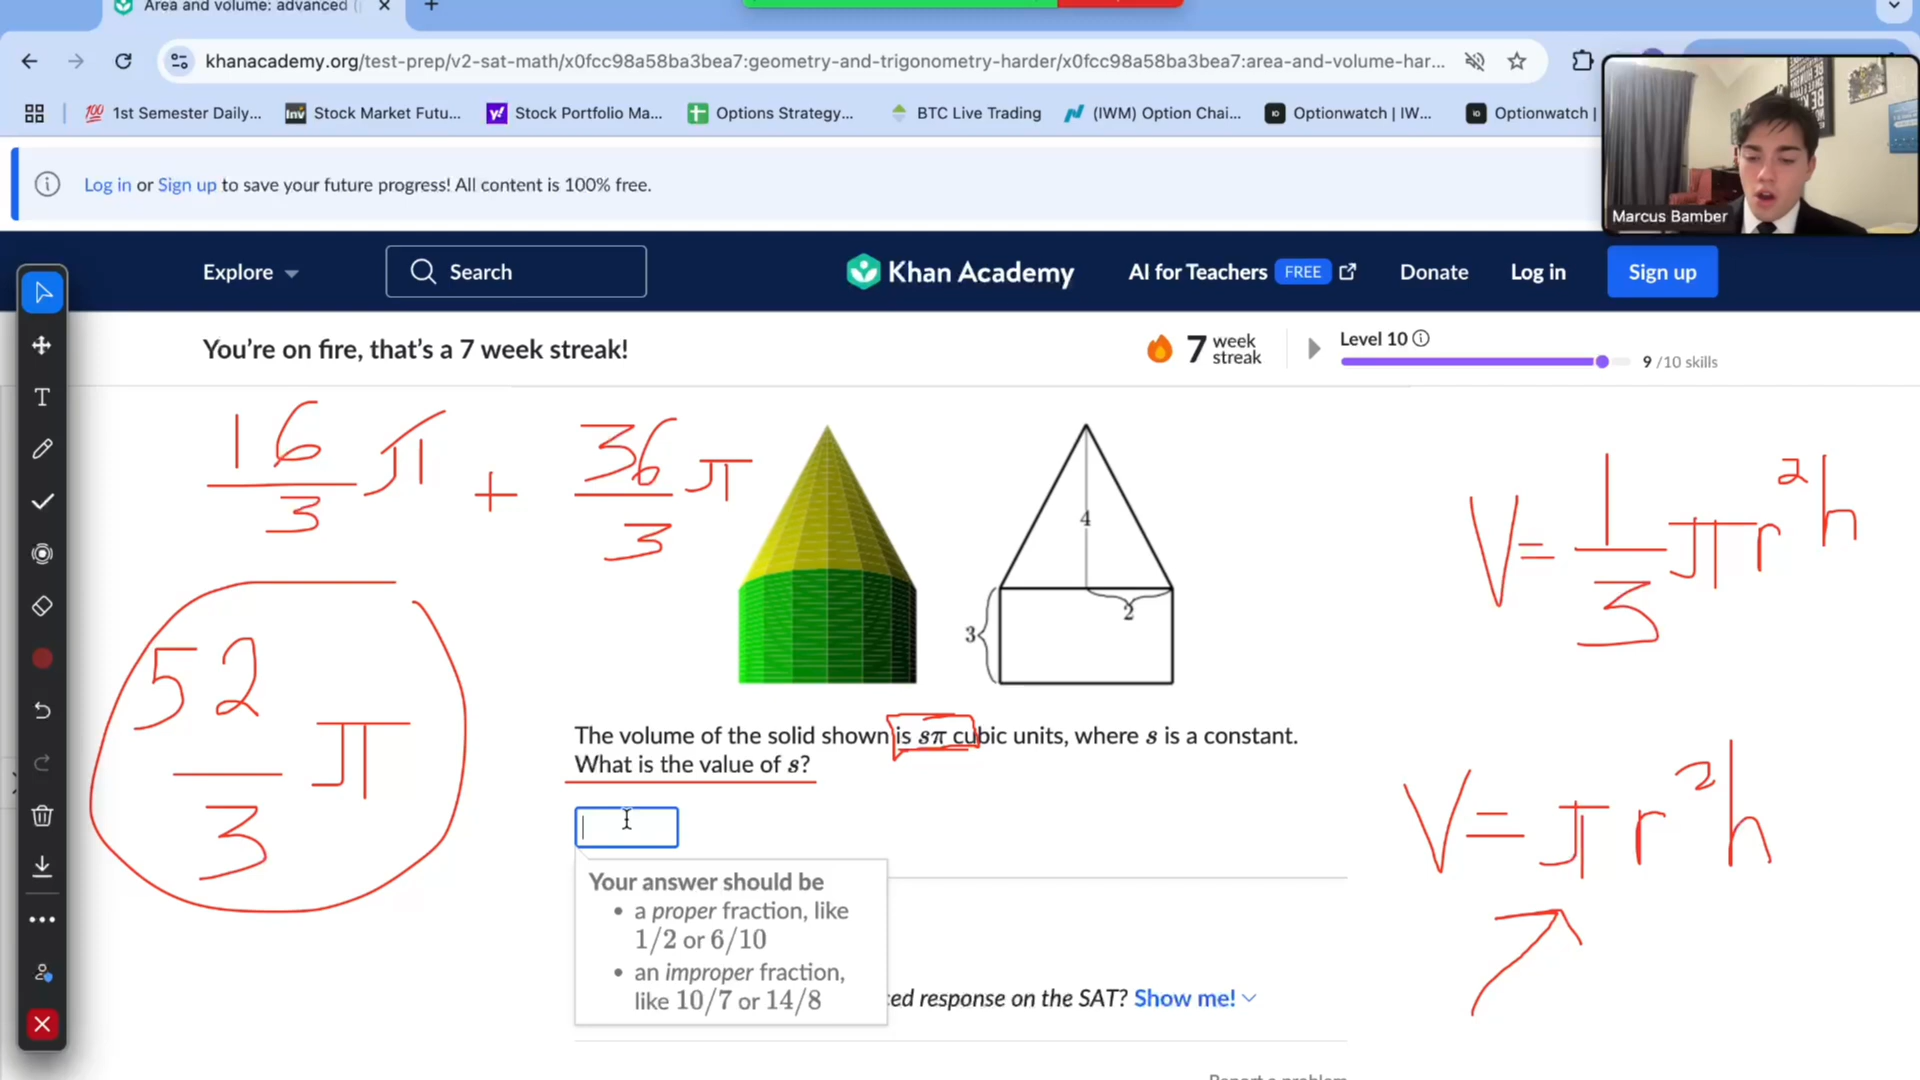 Area and volume: advanced (
khanacademy.org/test-prep/v2-sat-math/x0fcc98a58ba3bea7:geometry-and-trigonometry-harder/x0fcc98a58ba3bea7:area-and-volume-har...
1st Semester Daily...
Stock Market Futu...
Stock Portfolio Ma...
Options Strategy...
BTC Live Trading
(IWM) Option Chai...
Optionwatch | IW...
Optionwatch |
Marcus Bamber
Log in or Sign up to save your future progress! All content is 100% free.
Explore
Search
Khan Academy
AI for Teachers FREE
Donate
Log in
Sign up
You're on fire, that's a 7 week streak!
7 week streak
Level 10
9 /10 skills
16/3 π + 36/3 π
52/3 π
4
2
3
V = 1/3 πr²h
V = πr²h
The volume of the solid shown is sπ cubic units, where s is a constant.
What is the value of s?
Your answer should be
• a proper fraction, like
1/2 or 6/10
• an improper fraction,
like 10/7 or 14/8
ed response on the SAT? Show me!
Report a problem